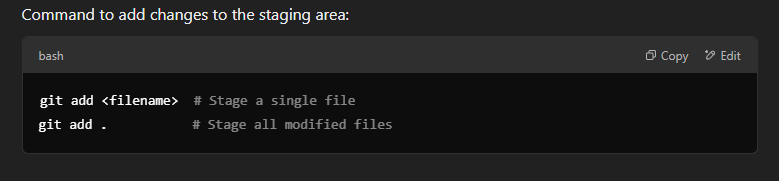 Command to add changes to the staging area:
bash Copy Edit
git add <filename>  # Stage a single file
git add .           # Stage all modified files